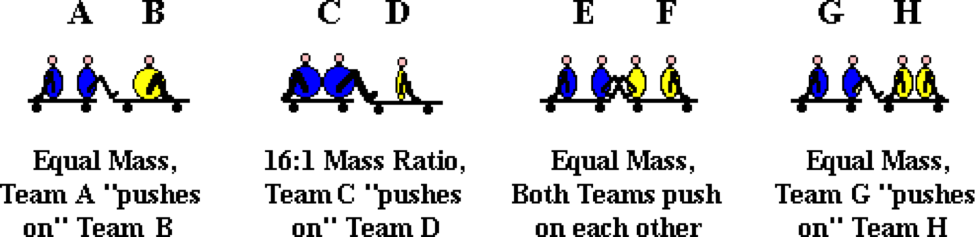 A B C D E F G H
Equal Mass, 16:1 Mass Ratio, Equal Mass, Equal Mass,
Team A "pushes Team C "pushes Both Teams push Team G "pushes
on" Team B on" Team D on each other on" Team H